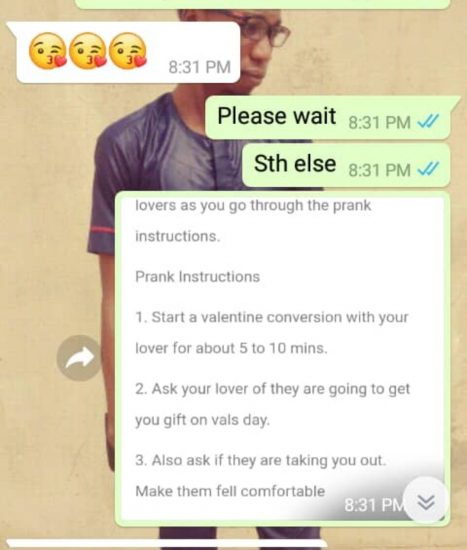 8:31 PM
Please wait 8:31 PM
Sth else 8:31 PM
lovers as you go through the prank
instructions.
Prank Instructions
1. Start a valentine conversion with your
lover for about 5 to 10 mins.
2. Ask your lover of they are going to get
you gift on vals day.
3. Also ask if they are taking you out.
Make them fell comfortable
8:31 PM